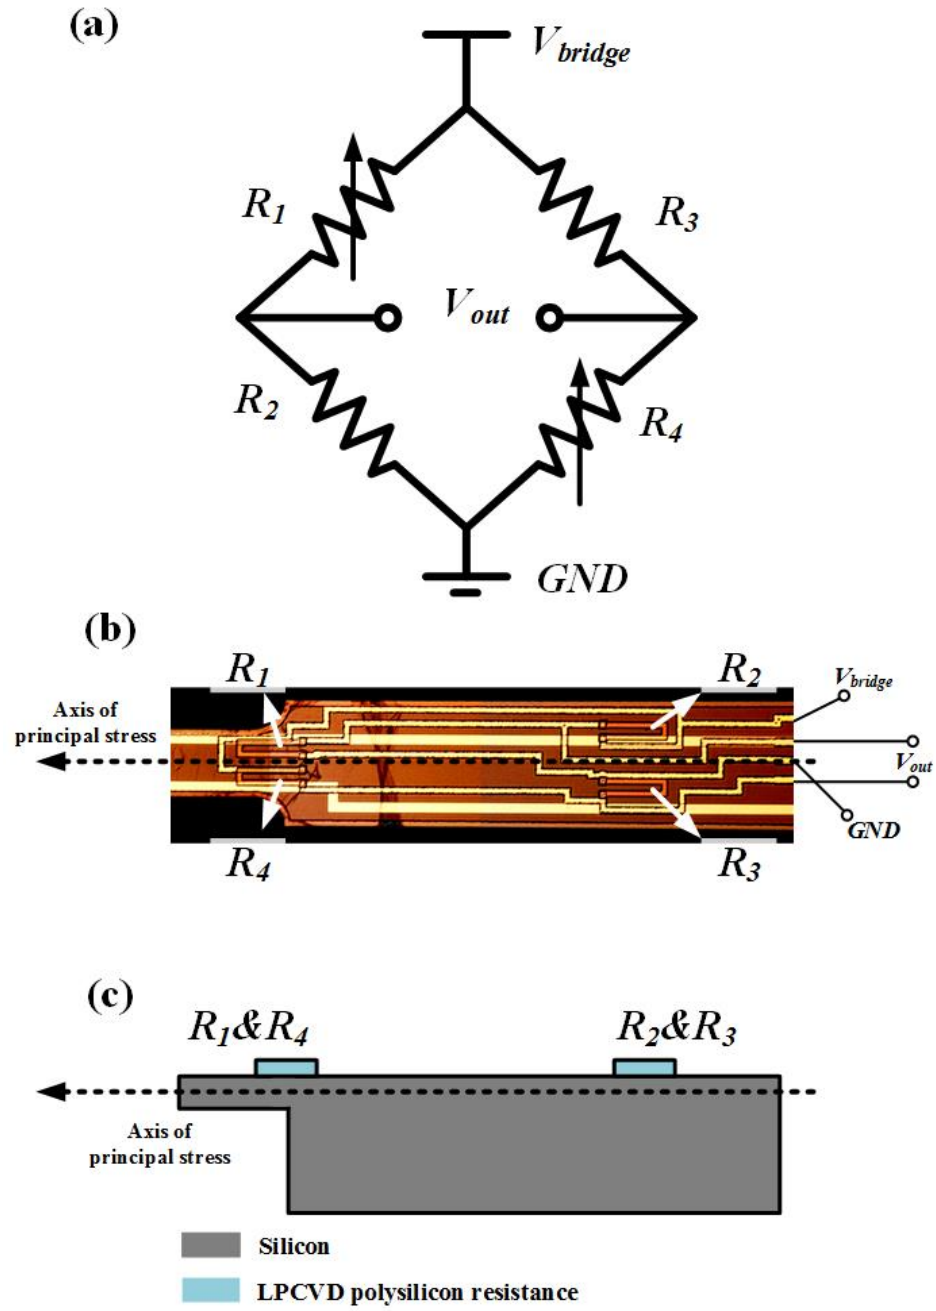 (a)
V_bridge
R_1
R_3
V_out
R_2
R_4
GND
(b)
R_1
R_2
V_bridge
Axis of
principal stress
V_out
GND
R_4
R_3
(c)
R_1&R_4
R_2&R_3
Axis of
principal stress
Silicon
LPCVD polysilicon resistance